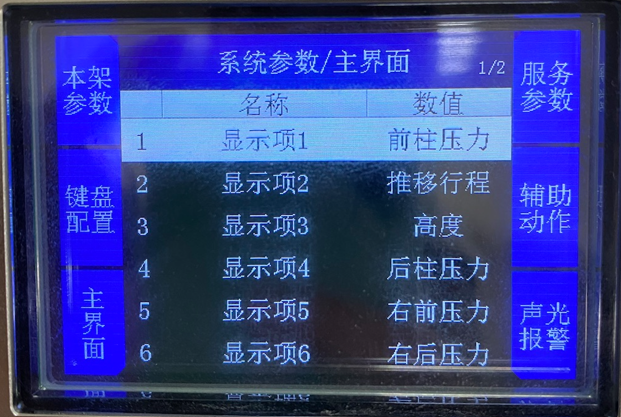 系统参数/主界面 1/2
本架
参数
键盘
配置
主
界
面
名称 数值
1 显示项1 前柱压力
2 显示项2 推移行程
3 显示项3 高度
4 显示项4 后柱压力
5 显示项5 右前压力
6 显示项6 右后压力
服务
参数
辅助
动作
声光
报警